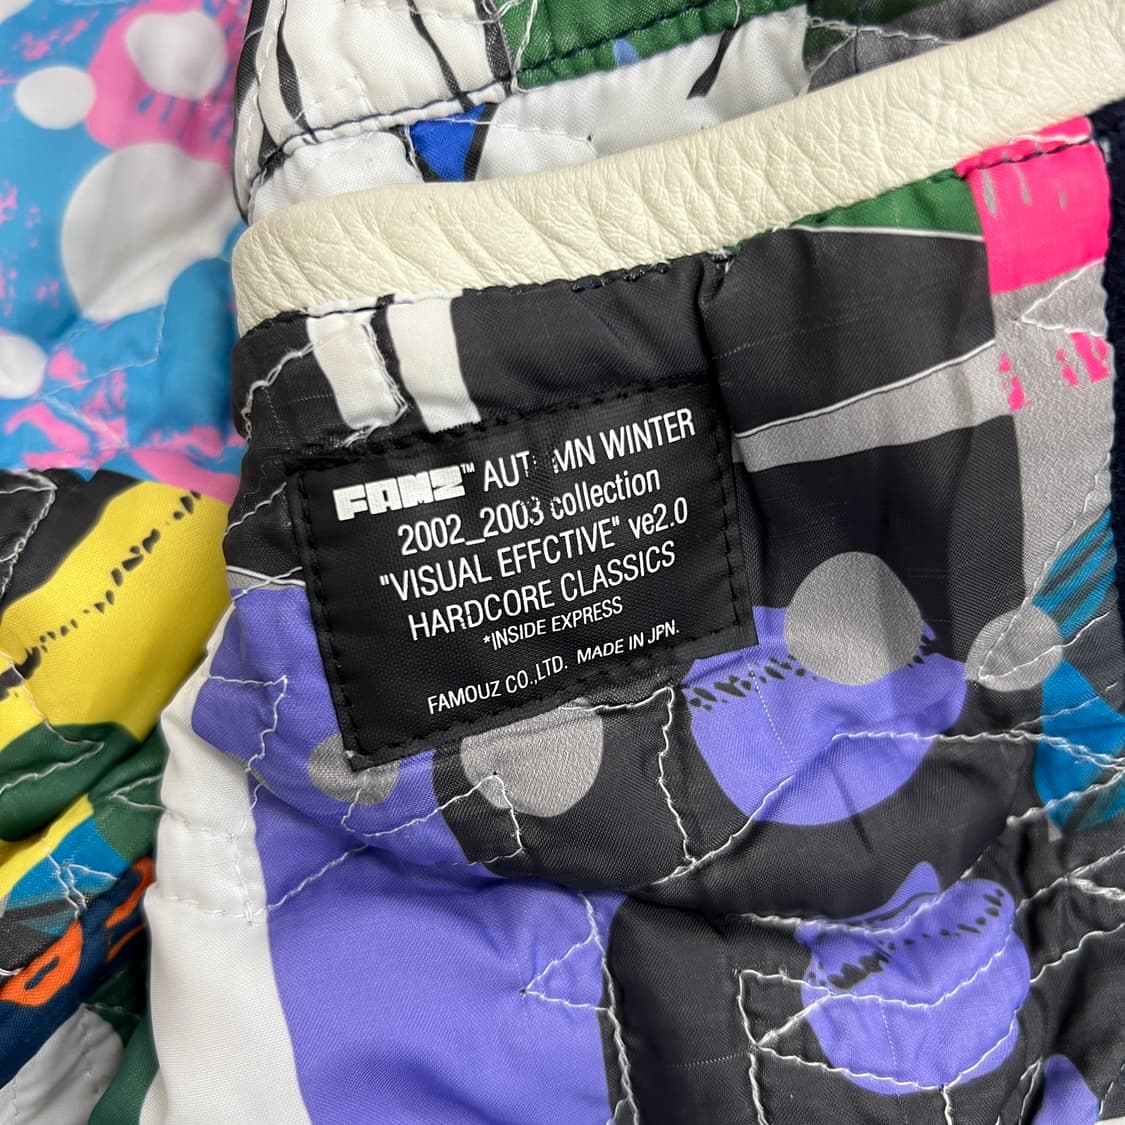 FAMZ™ AUTUMN WINTER
2002_2003 collection
"VISUAL EFFCTIVE" ve2.0
HARDCORE CLASSICS
*INSIDE EXPRESS
FAMOUZ CO.,LTD. MADE IN JPN.